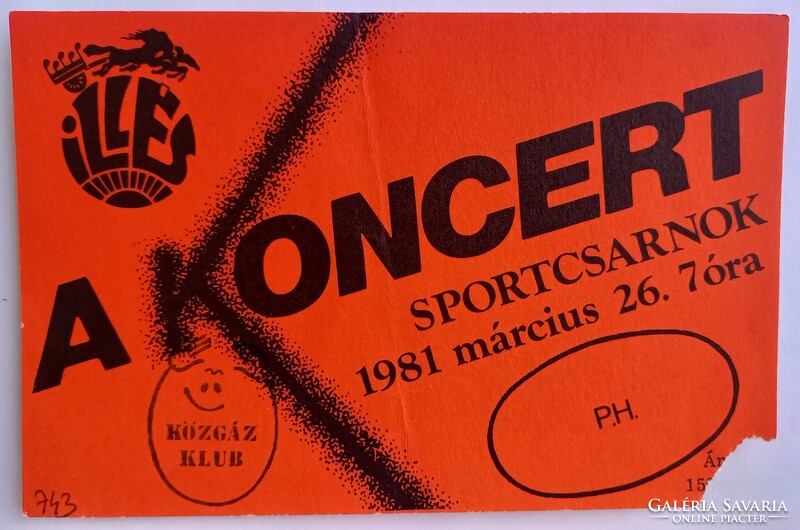 ILLÉS
A KONCERT
SPORTCSARNOK
1981 március 26. 7óra
KÖZGÁZ
KLUB
P.H.
743
GALÉRIA SAVARIA
ONLINE PIACTÉR